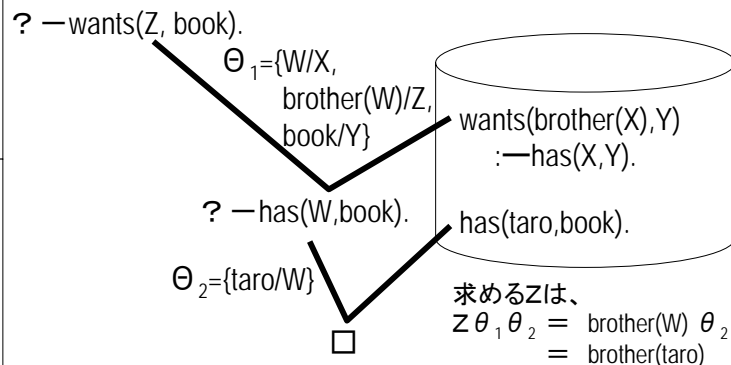 ? ーwants(Z, book).
Θ1={W/X,
brother(W)/Z,
book/Y}
wants(brother(X),Y)
:ーhas(X,Y).
? ーhas(W,book).
has(taro,book).
Θ2={taro/W}
□
求めるZは、
Zθ1θ2 = brother(W) θ2
= brother(taro)